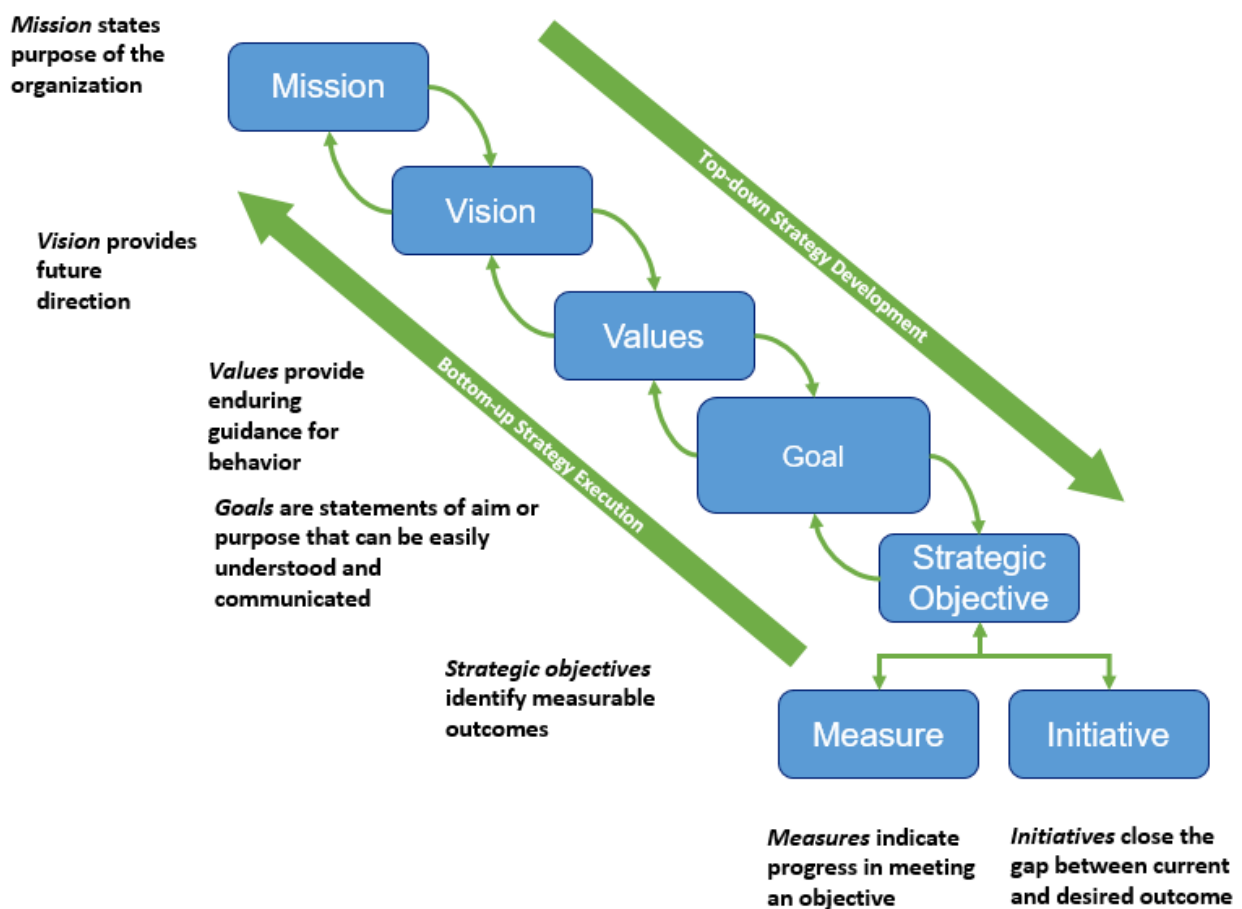 Mission states
purpose of the
organization
Mission
Top-down Strategy Development
Vision
Vision provides
future
direction
Values
Bottom-up Strategy Execution
Values provide
enduring
guidance for
behavior
Goal
Goals are statements of aim or
purpose that can be easily
understood and
communicated
Strategic
Objective
Strategic objectives
identify measurable
outcomes
Measure
Initiative
Measures indicate
progress in meeting
an objective
Initiatives close the
gap between current
and desired outcome